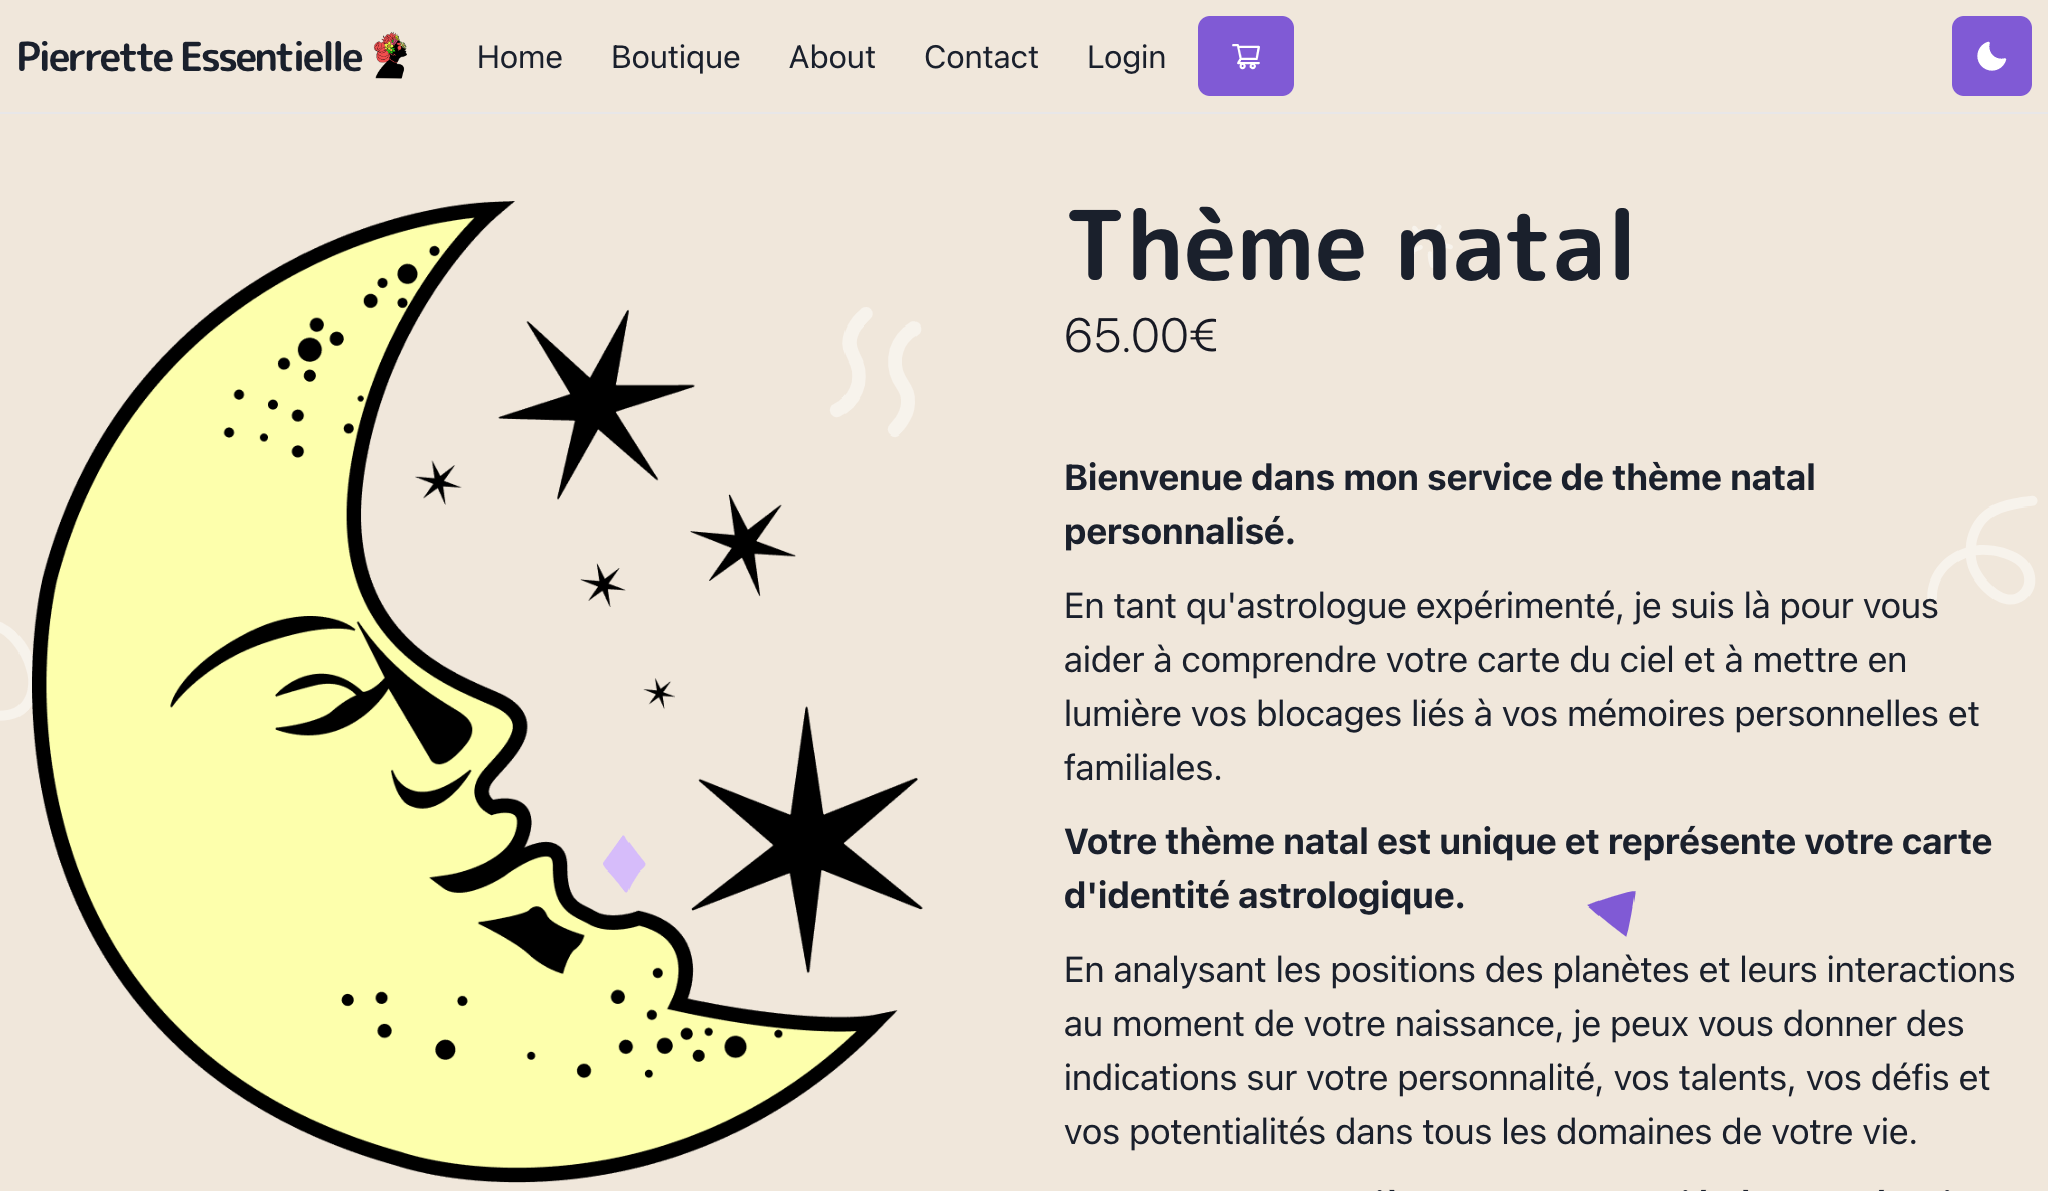 Pierrette Essentielle
Home
Boutique
About
Contact
Login
Thème natal
65.00€
Bienvenue dans mon service de thème natal
personnalisé.
En tant qu'astrologue expérimenté, je suis là pour vous
aider à comprendre votre carte du ciel et à mettre en
lumière vos blocages liés à vos mémoires personnelles et
familiales.
Votre thème natal est unique et représente votre carte
d'identité astrologique.
En analysant les positions des planètes et leurs interactions
au moment de votre naissance, je peux vous donner des
indications sur votre personnalité, vos talents, vos défis et
vos potentialités dans tous les domaines de votre vie.